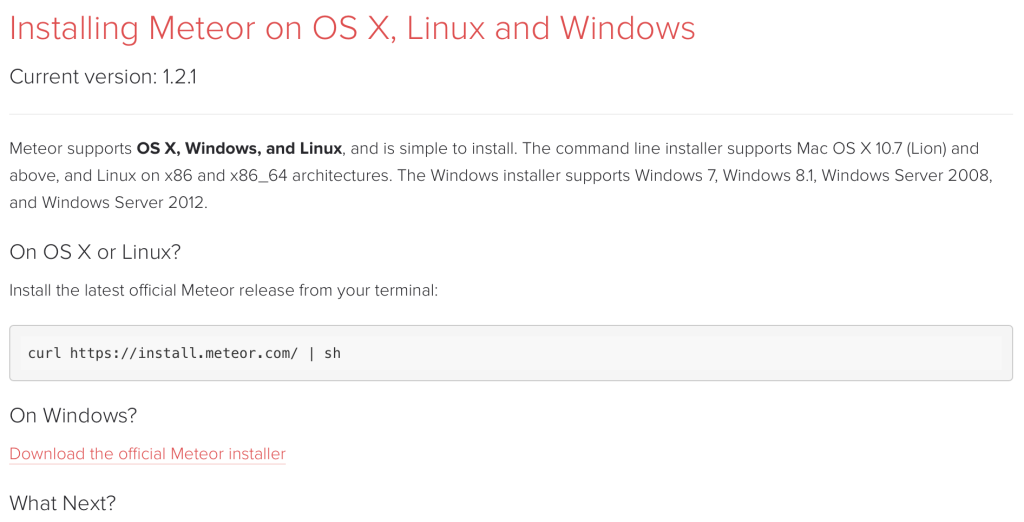 Installing Meteor on OS X, Linux and Windows
Current version: 1.2.1
Meteor supports OS X, Windows, and Linux, and is simple to install. The command line installer supports Mac OS X 10.7 (Lion) and
above, and Linux on x86 and x86_64 architectures. The Windows installer supports Windows 7, Windows 8.1, Windows Server 2008,
and Windows Server 2012.
On OS X or Linux?
Install the latest official Meteor release from your terminal:
curl https://install.meteor.com/ | sh
On Windows?
Download the official Meteor installer
What Next?